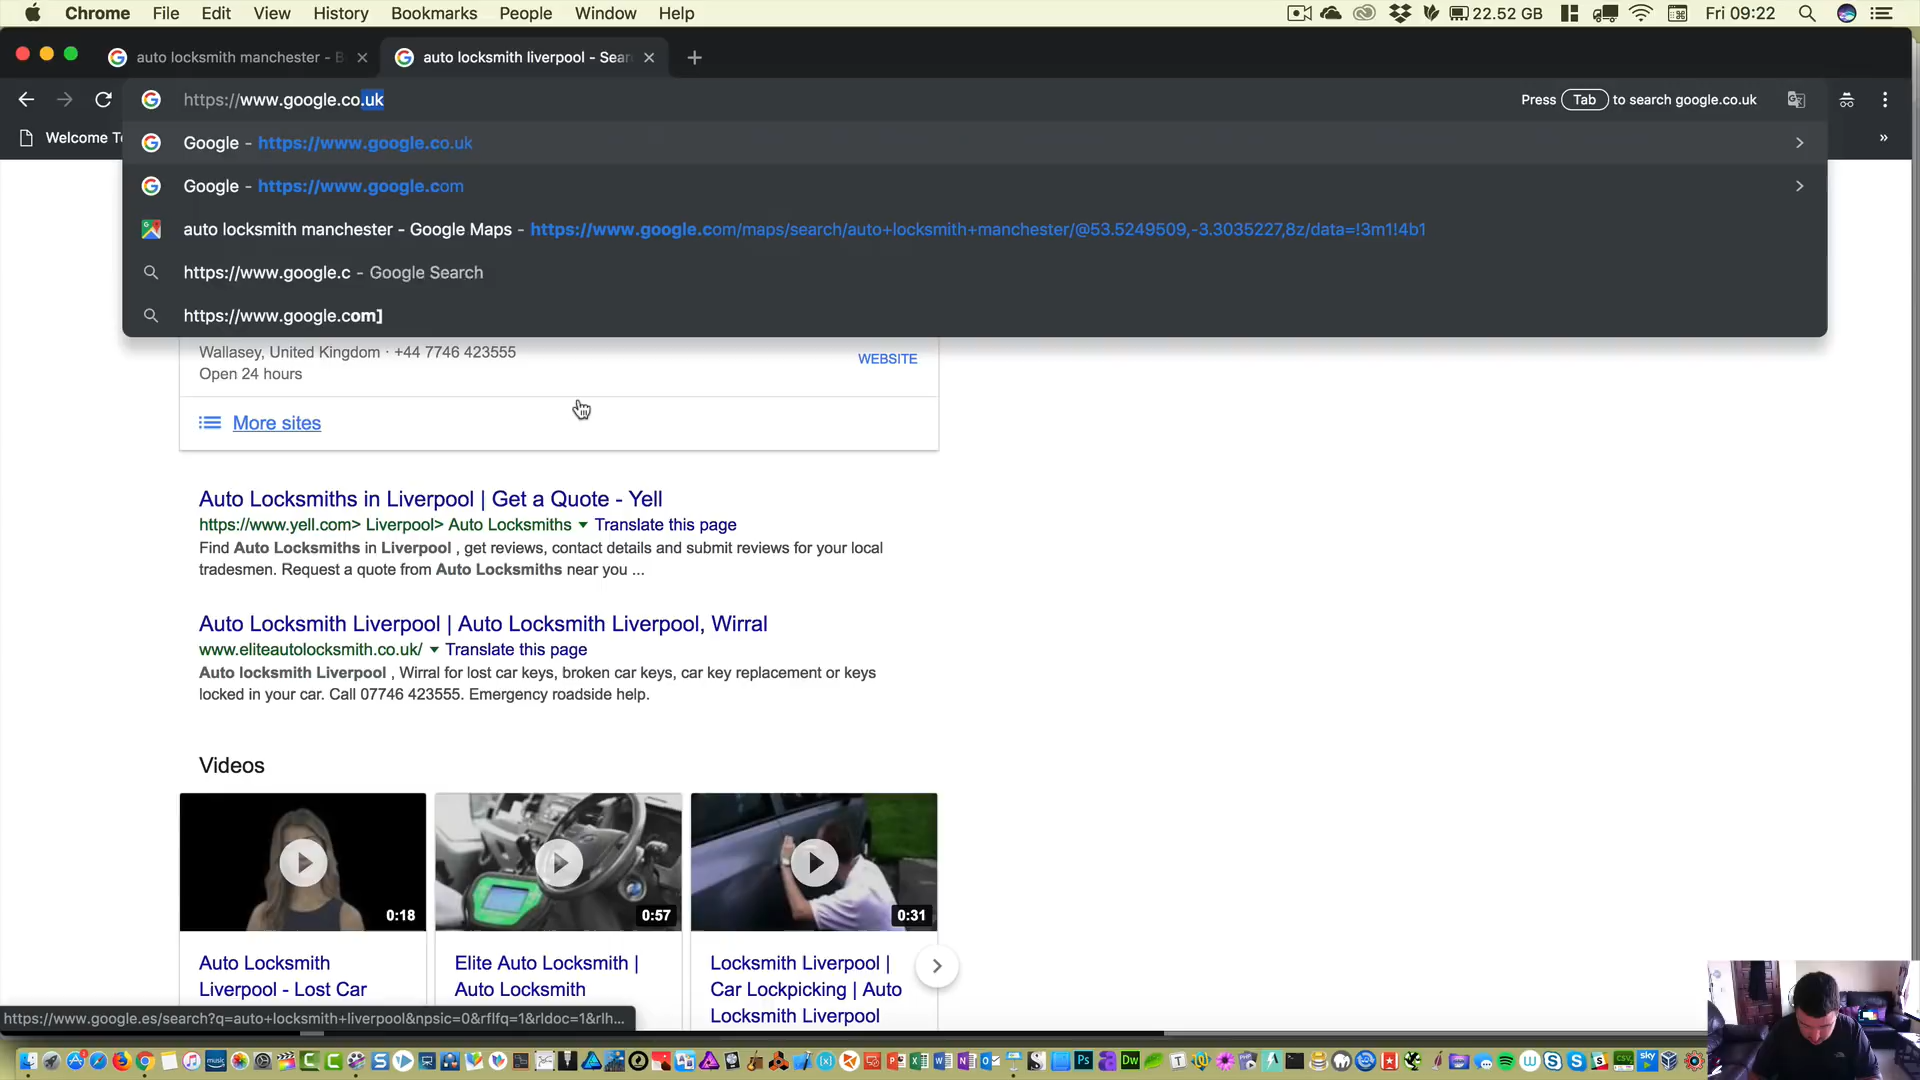 Chrome File Edit View History Bookmarks People Window Help
22.52 GB Fri 09:22
auto locksmith manchester - B
auto locksmith liverpool - Sear
https://www.google.co.uk
Press Tab to search google.co.uk
Welcome To
»
Google - https://www.google.co.uk
Google - https://www.google.com
auto locksmith manchester - Google Maps - https://www.google.com/maps/search/auto+locksmith+manchester/@53.5249509,-3.3035227,8z/data=!3m1!4b1
https://www.google.c - Google Search
https://www.google.com]
Wallasey, United Kingdom · +44 7746 423555
Open 24 hours
WEBSITE
More sites
Auto Locksmiths in Liverpool | Get a Quote - Yell
https://www.yell.com> Liverpool> Auto Locksmiths ▾ Translate this page
Find Auto Locksmiths in Liverpool , get reviews, contact details and submit reviews for your local
tradesmen. Request a quote from Auto Locksmiths near you ...
Auto Locksmith Liverpool | Auto Locksmith Liverpool, Wirral
www.eliteautolocksmith.co.uk/ ▾ Translate this page
Auto locksmith Liverpool , Wirral for lost car keys, broken car keys, car key replacement or keys
locked in your car. Call 07746 423555. Emergency roadside help.
Videos
0:18
0:57
0:31
Auto Locksmith
Liverpool - Lost Car
Elite Auto Locksmith |
Auto Locksmith
Locksmith Liverpool |
Car Lockpicking | Auto
Locksmith Liverpool
https://www.google.es/search?q=auto+locksmith+liverpool&npsic=0&rflfq=1&rldoc=1&rlh...